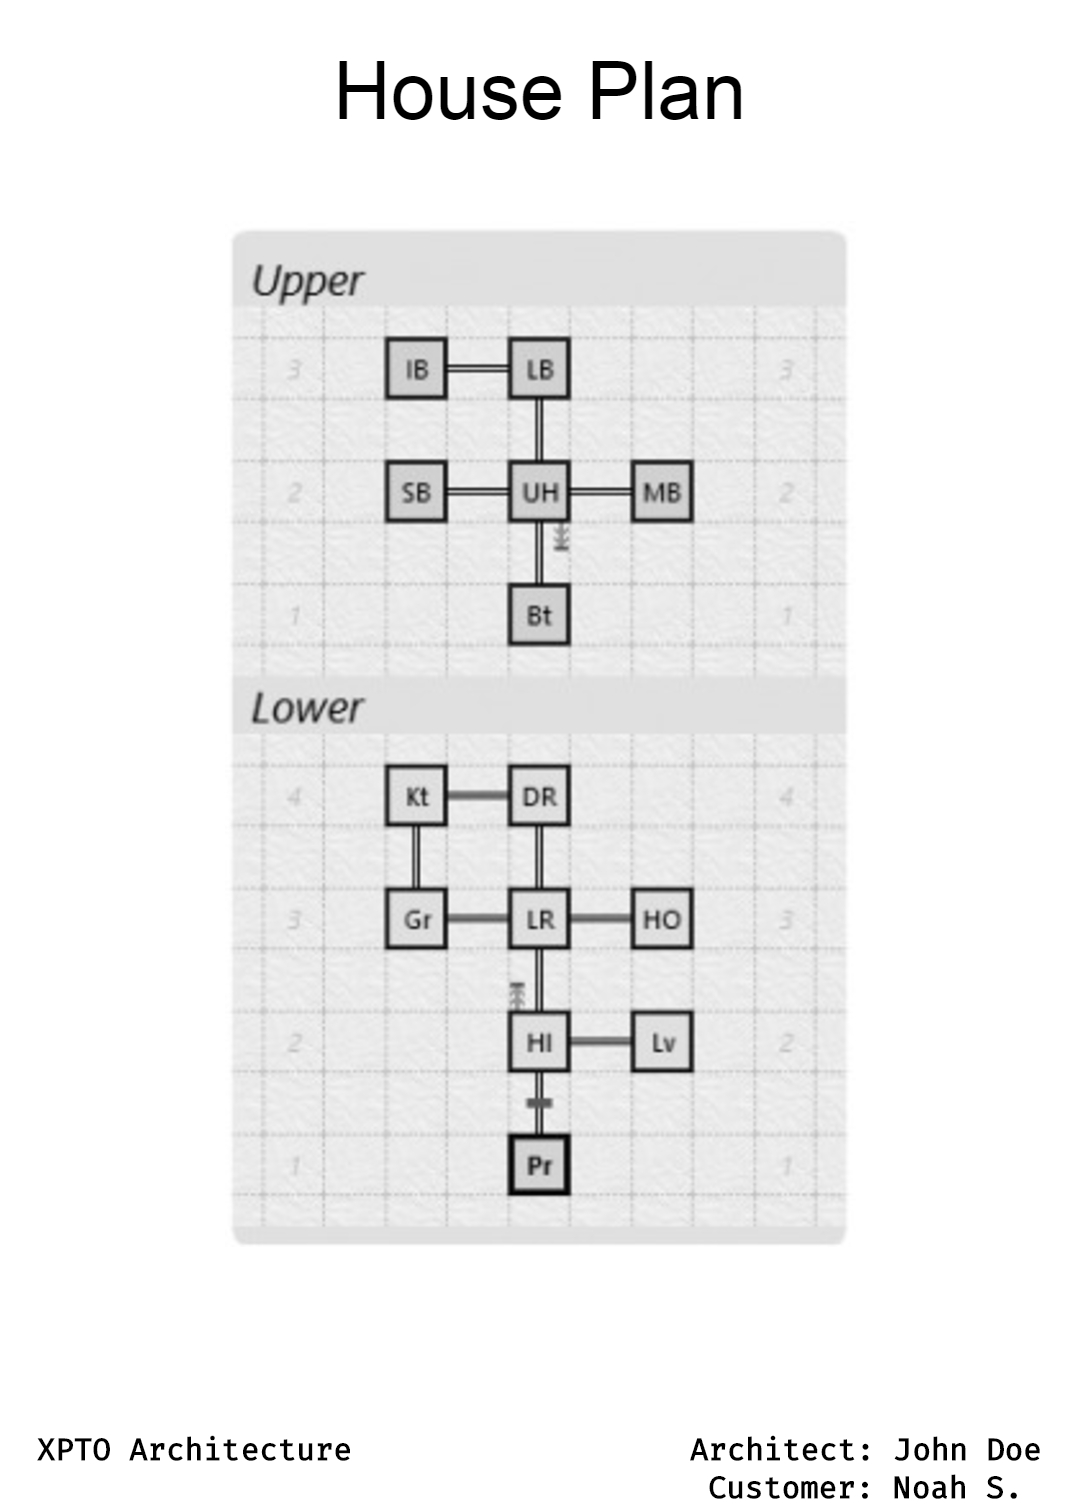 House Plan
Upper
3 IB LB 3
2 SB UH MB 2
1 Bt 1
Lower
4 Kt DR 4
3 Gr LR HO 3
2 HI Lv 2
1 Pr 1
XPTO Architecture Architect: John Doe
Customer: Noah S.